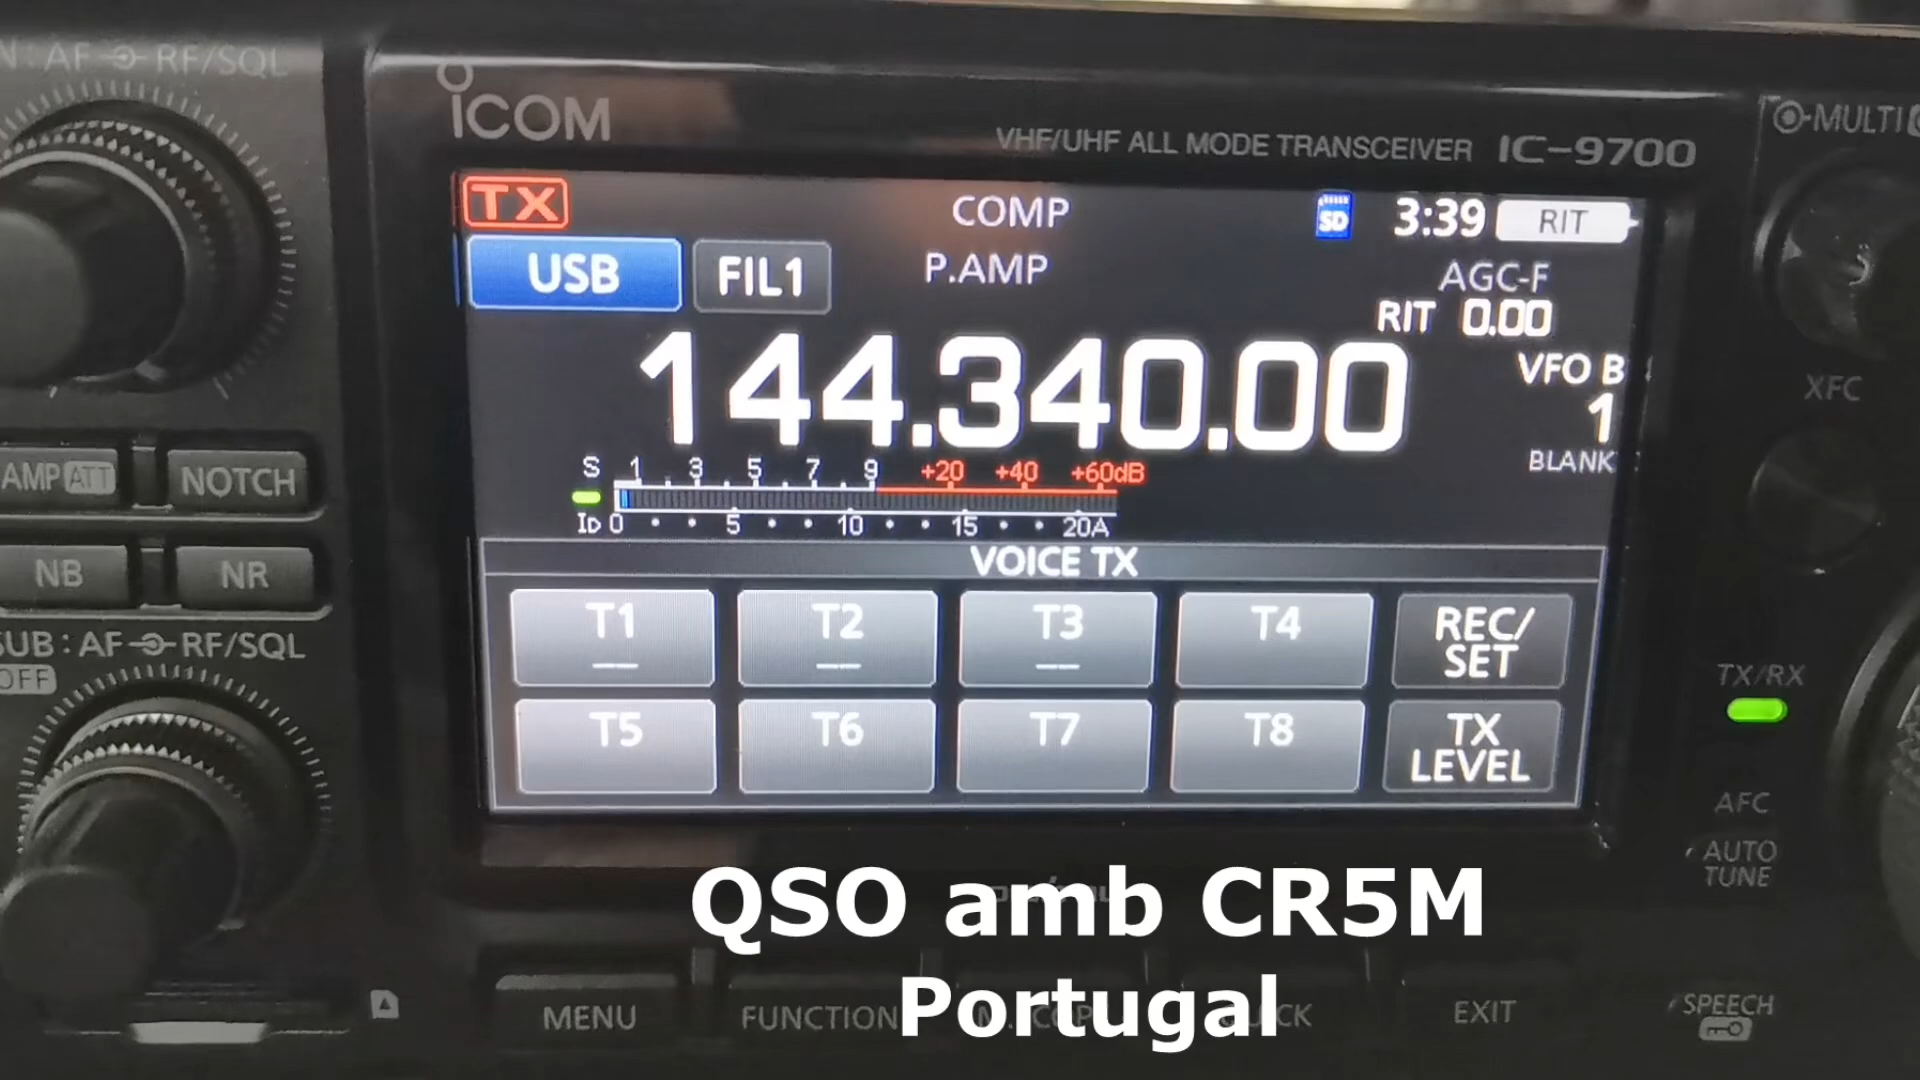 AF RF/SQL
ICOM
VHF/UHF ALL MODE TRANSCEIVER IC-9700
MULTI
TX COMP SD 3:39 RIT
USB FIL1 P.AMP AGC-F
RIT 0.00
144.340.00
VFO B
1
BLANK
XFC
S 1 3 5 7 9 +20 +40 +60dB
ID 0 5 10 15 20A
AMP ATT NOTCH
NB NR
VOICE TX
T1 T2 T3 T4 REC/SET
T5 T6 T7 T8 TX LEVEL
SUB: AF RF/SQL
OFF
TX/RX
AFC
AUTO TUNE
QSO amb CR5M
Portugal
MENU FUNCTION EXIT
SPEECH